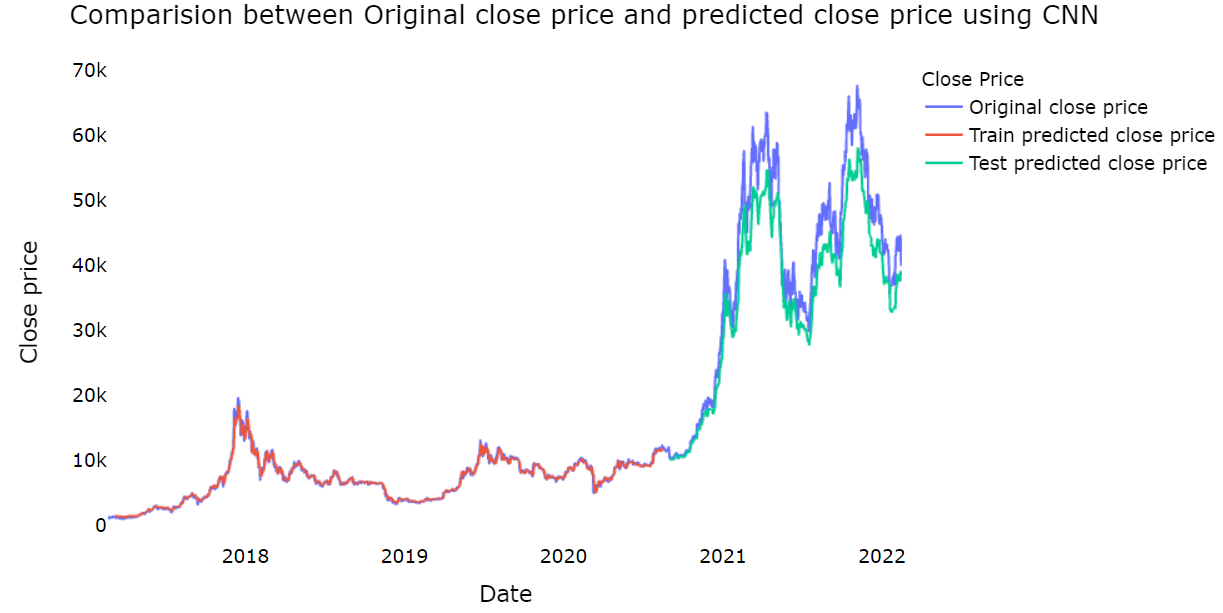 Comparision between Original close price and predicted close price using CNN
Close Price
Original close price
Train predicted close price
Test predicted close price
70k
60k
50k
40k
30k
20k
10k
0
Close price
2018 2019 2020 2021 2022
Date